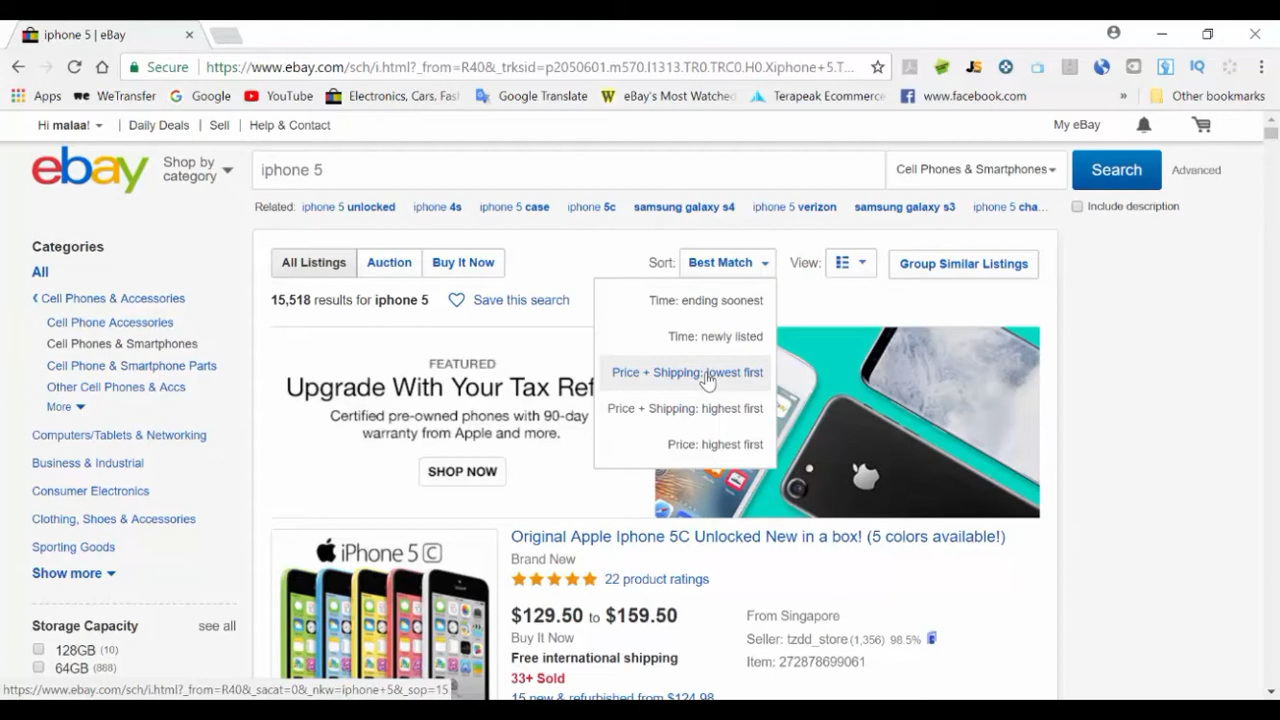 iphone 5 | eBay
Secure https://www.ebay.com/sch/i.html?_from=R40&_trksid=p2050601.m570.l1313.TR0.TRC0.H0.Xiphone+5.T...
Apps WeTransfer Google YouTube Electronics, Cars, Fas Google Translate eBay's Most Watched Terapeak Ecommerce www.facebook.com » Other bookmarks
Hi malaa! Daily Deals Sell Help & Contact My eBay
ebay Shop by category iphone 5 Cell Phones & Smartphones Search Advanced
Related: iphone 5 unlocked iphone 4s iphone 5 case iphone 5c samsung galaxy s4 iphone 5 verizon samsung galaxy s3 iphone 5 cha... Include description
Categories
All
Cell Phones & Accessories
Cell Phone Accessories
Cell Phones & Smartphones
Cell Phone & Smartphone Parts
Other Cell Phones & Accs
More
Computers/Tablets & Networking
Business & Industrial
Consumer Electronics
Clothing, Shoes & Accessories
Sporting Goods
Show more
Storage Capacity see all
128GB (10)
64GB (888)
All Listings Auction Buy It Now Sort: Best Match View: Group Similar Listings
15,518 results for iphone 5 Save this search
Time: ending soonest
Time: newly listed
Price + Shipping: lowest first
Price + Shipping: highest first
Price: highest first
FEATURED
Upgrade With Your Tax Ref
Certified pre-owned phones with 90-day
warranty from Apple and more.
SHOP NOW
iPhone 5 C
Original Apple Iphone 5C Unlocked New in a box! (5 colors available!)
Brand New
22 product ratings
$129.50 to $159.50
Buy It Now
Free international shipping
33+ Sold
15 new & refurbished from $124.98
From Singapore
Seller: tzdd_store (1,356) 98.5%
Item: 272878699061
https://www.ebay.com/sch/i.html?_from=R40&_sacat=0&_nkw=iphone+5&_sop=15